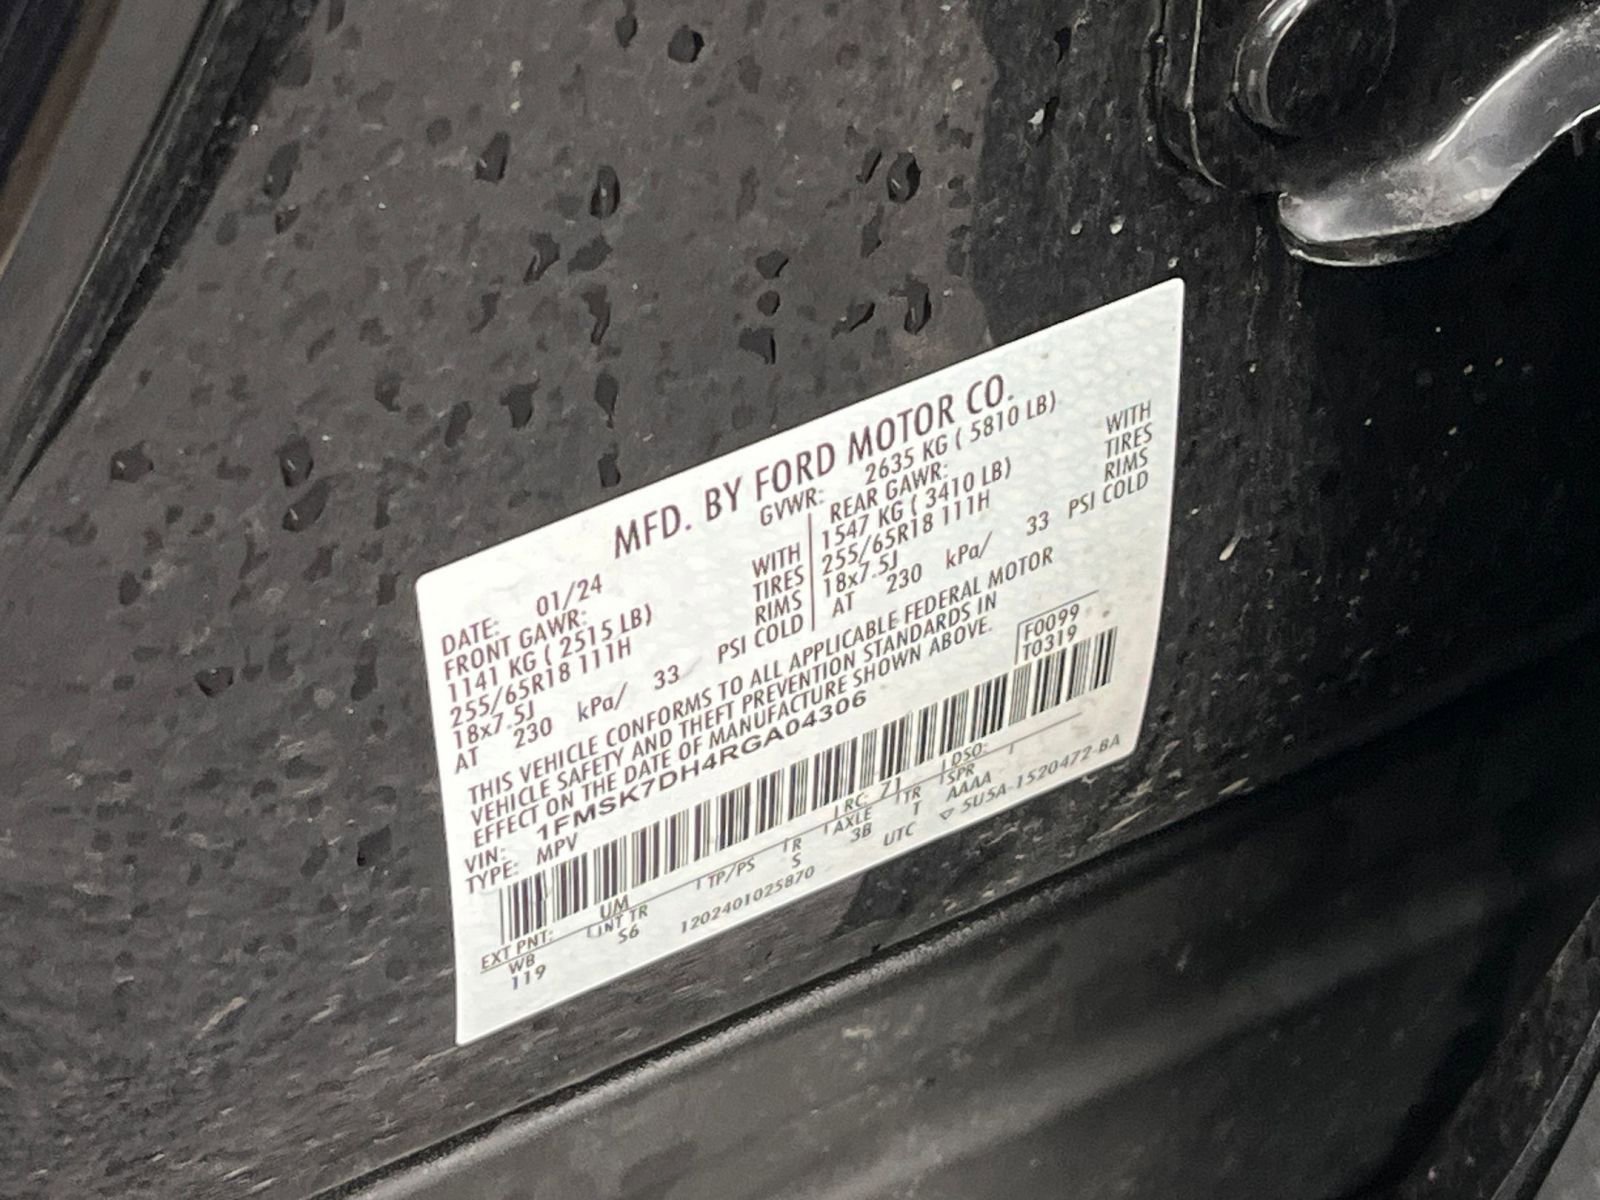 MFD. BY FORD MOTOR CO.
DATE: 01/24 GVWR: 2635 KG ( 5810 LB)
FRONT GAWR: REAR GAWR:
1141 KG ( 2515 LB) WITH 1547 KG ( 3410 LB) WITH
255/65R18 111H TIRES 255/65R18 111H TIRES
18x7.5J RIMS 18x7.5J RIMS
AT 230 kPa/ 33 PSI COLD AT 230 kPa/ 33 PSI COLD
THIS VEHICLE CONFORMS TO ALL APPLICABLE FEDERAL MOTOR
VEHICLE SAFETY AND THEFT PREVENTION STANDARDS IN
EFFECT ON THE DATE OF MANUFACTURE SHOWN ABOVE.
VIN: 1FMSK7DH4RGA04306 F0099
TYPE: MPV T0319
EXT PNT: UM RC: 71 DSO:
WB INT TR TP/PS R AXLE TR SPR
119 S6 S 3B T AAAA
1202401025870 UTC ▽ 5U5A-1520472-BA